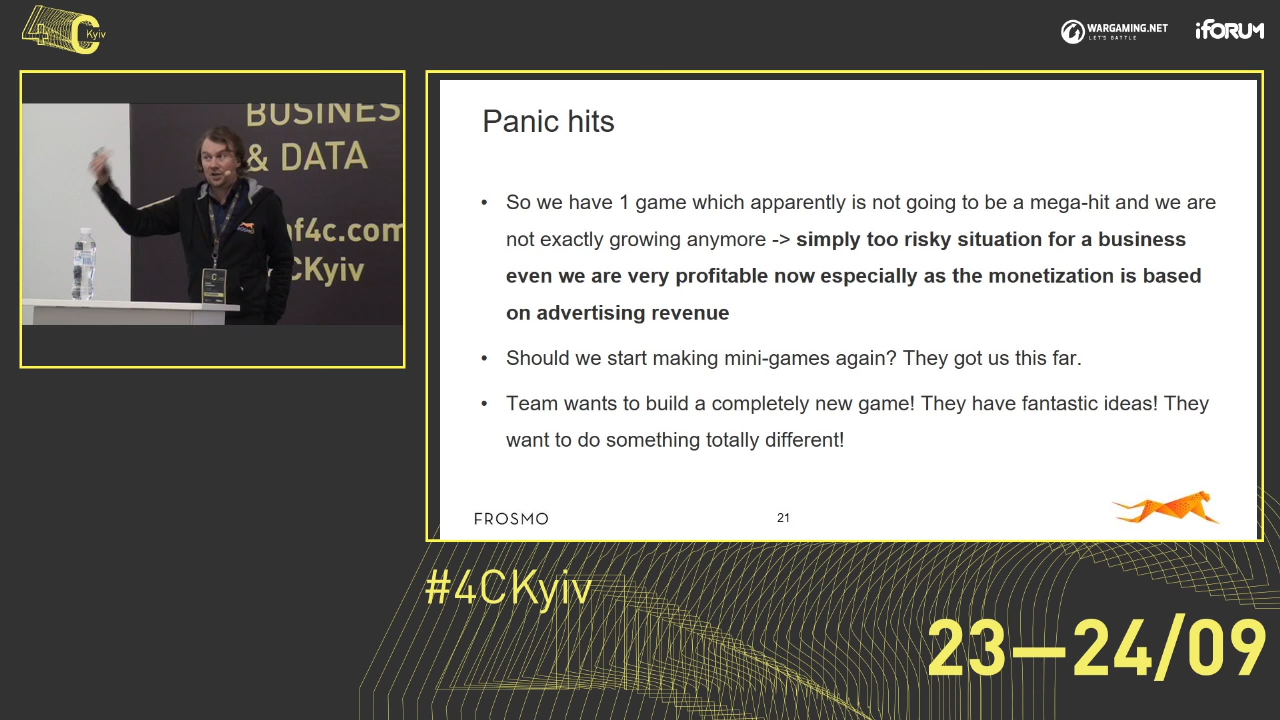 4C Kyiv
WARGAMING.NET
LET'S BATTLE
iFORUM
BUSINES
& DATA
nf4c.com
CKyiv
Panic hits
• So we have 1 game which apparently is not going to be a mega-hit and we are
not exactly growing anymore -> simply too risky situation for a business
even we are very profitable now especially as the monetization is based
on advertising revenue
• Should we start making mini-games again? They got us this far.
• Team wants to build a completely new game! They have fantastic ideas! They
want to do something totally different!
FROSMO
21
#4CKyiv
23—24/09